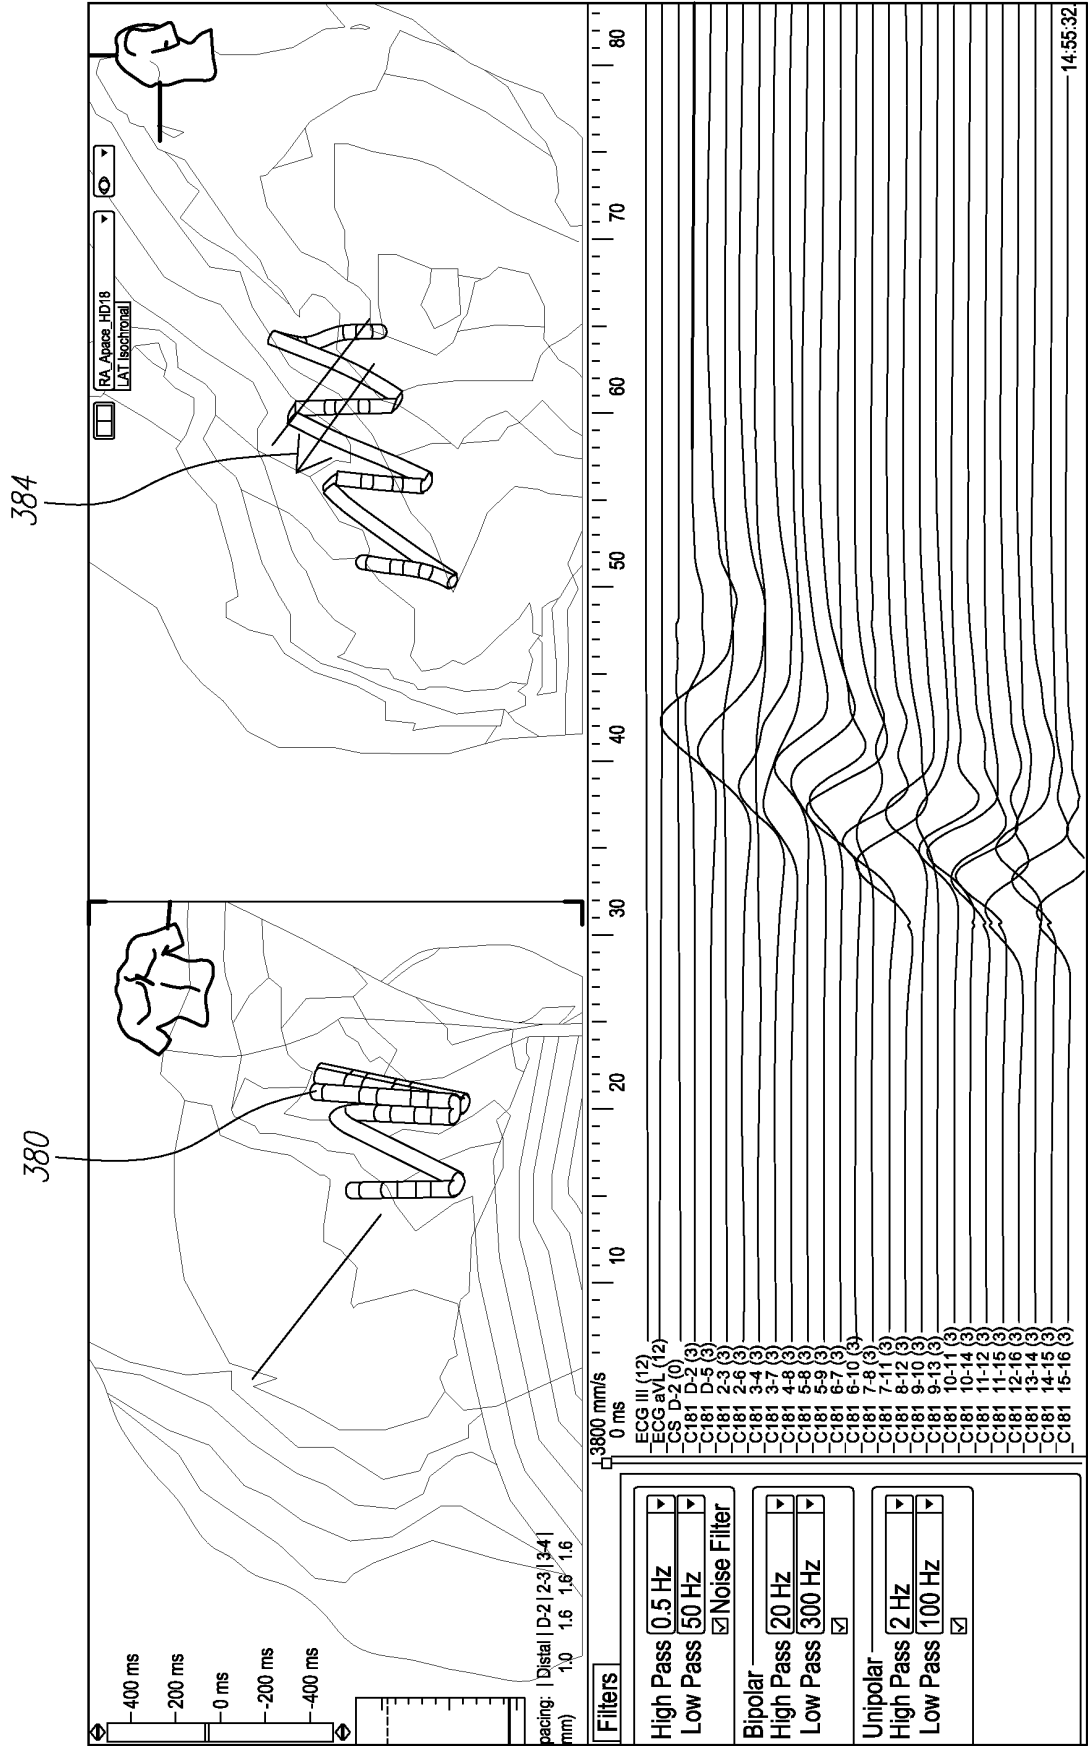 384
380
RA_Apace_HD18
LAT Isochronal
400 ms
200 ms
0 ms
-200 ms
-400 ms
pacing: | Distal | D-2 | 2-3 | 3-4 |
mm) 1.0 1.6 1.6 1.6
3800 mm/s
0 ms 10 20 30 40 50 60 70 80
Filters
High Pass 0.5 Hz
Low Pass 50 Hz
Noise Filter
Bipolar
High Pass 20 Hz
Low Pass 300 Hz
Unipolar
High Pass 2 Hz
Low Pass 100 Hz
ECG III (12)
ECG aVL (12)
CS D-2 (0)
C181 D-2 (3)
C181 D-5 (3)
C181 2-3 (3)
C181 2-6 (3)
C181 3-4 (3)
C181 3-7 (3)
C181 4-8 (3)
C181 5-8 (3)
C181 5-9 (3)
C181 6-7 (3)
C181 6-10 (3)
C181 7-8 (3)
C181 7-11 (3)
C181 8-12 (3)
C181 9-10 (3)
C181 9-13 (3)
C181 10-11 (3)
C181 10-14 (3)
C181 11-12 (3)
C181 11-15 (3)
C181 12-16 (3)
C181 13-14 (3)
C181 14-15 (3)
C181 15-16 (3)
14:55:32.